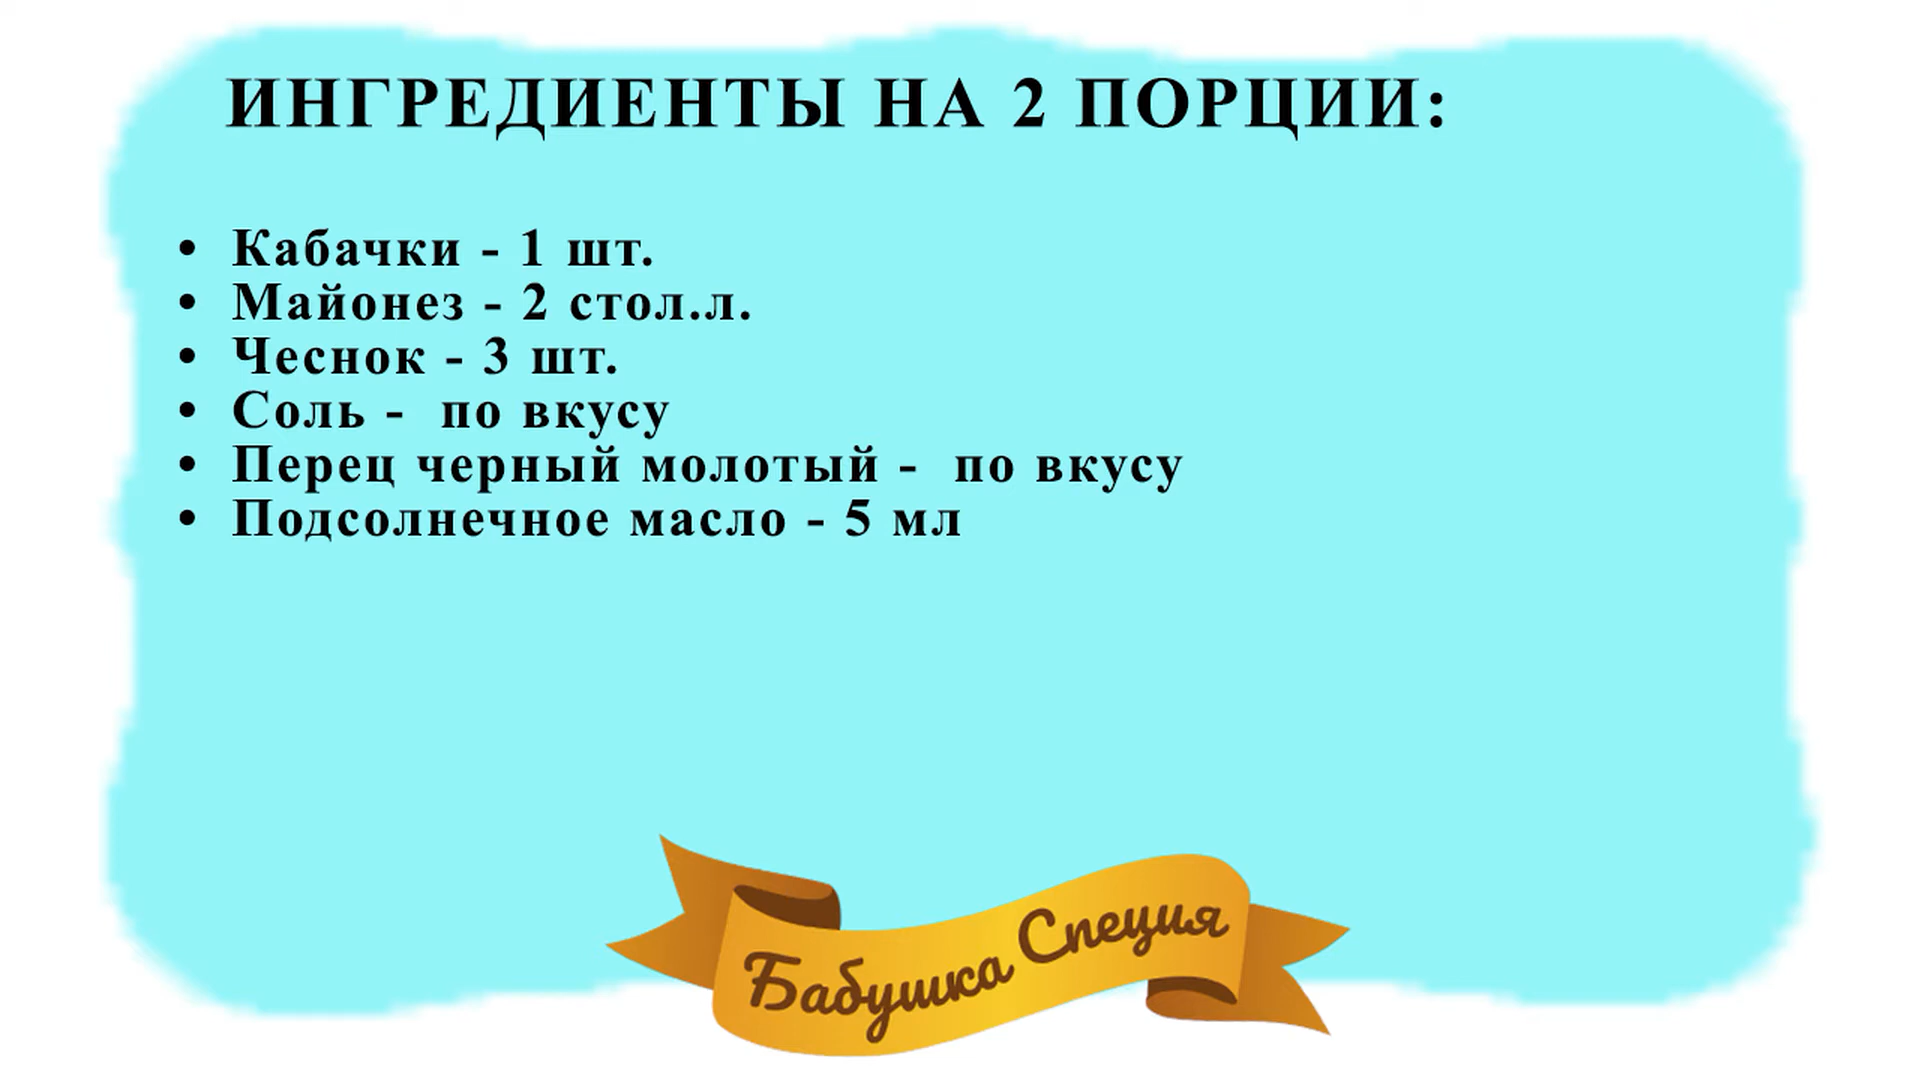 ИНГРЕДИЕНТЫ НА 2 ПОРЦИИ:
• Кабачки - 1 шт.
• Майонез - 2 стол.л.
• Чеснок - 3 шт.
• Соль - по вкусу
• Перец черный молотый - по вкусу
• Подсолнечное масло - 5 мл
Бабушка Специя